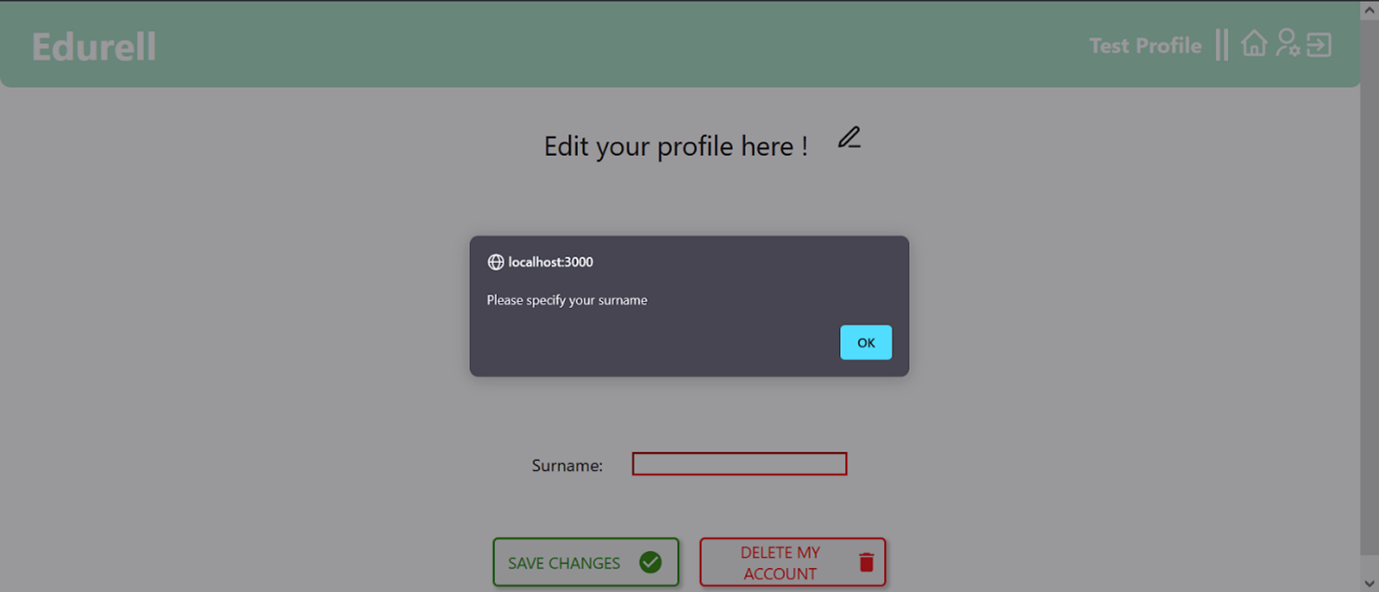 Edurell
Test Profile
Edit your profile here !
localhost:3000
Please specify your surname
OK
Surname:
SAVE CHANGES
DELETE MY
ACCOUNT